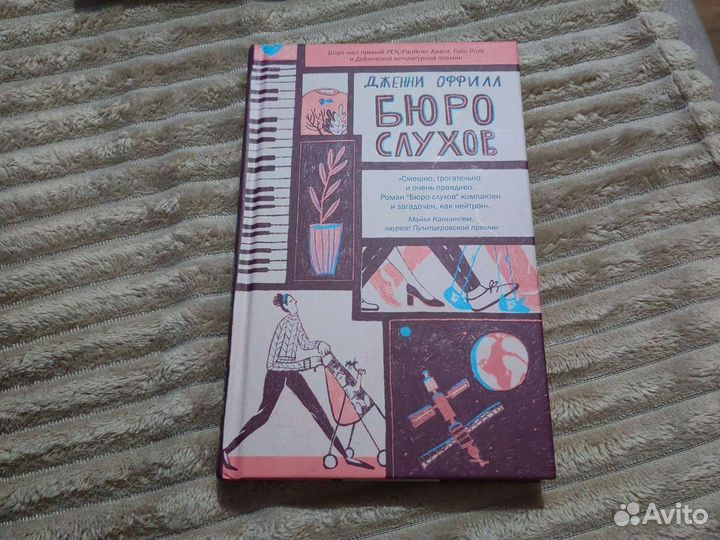 Шорт-лист премий PEN/Faulkner Award, Folio Prize
и Дублинской литературной премии
ДЖЕННИ ОФФИЛЛ
БЮРО
СЛУХОВ
«Смешно, трогательно
и очень правдиво.
Роман "Бюро слухов" компактен
и загадочен, как нейтрон».
Майкл Каннингем,
лауреат Пулитцеровской премии
Avito